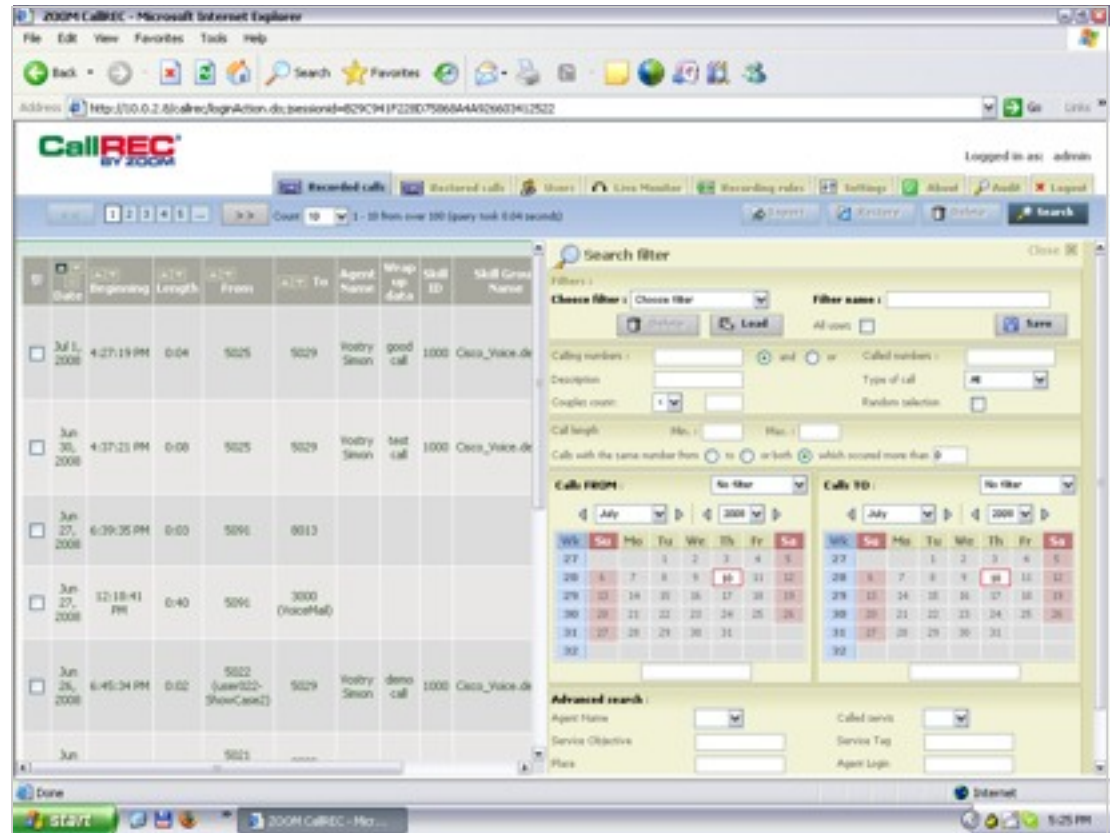 ZOOM CallREC - Microsoft Internet Explorer
File Edit View Favorites Tools Help
Back Search Favorites
Address Go Links
CallREC
BY ZOOM
Logged in as: admin
Recorded calls Restored calls Users Live Monitor Recording rules Settings About Audit Logout
<< 1 2 3 4 5 ... >> Count 10 1 - 10 from over 100 (query took 0.04 seconds) Export Restore Delete Search
Date Beginning Length From To Agent Name Wrap up data Skill ID Skill Group Name
Jul 1, 2008 4:27:19 PM 0:04 5025 5029 Vostry Simon good call 1000 Cisco_Voice.de
Jun 30, 2008 4:37:21 PM 0:08 5025 5029 Vostry Simon test call 1000 Cisco_Voice.de
Jun 27, 2008 6:39:35 PM 0:03 5091 8013
Jun 27, 2008 12:18:41 PM 0:40 5091 3000 (VoiceMail)
Jun 26, 2008 6:45:34 PM 0:02 5022 (user022-ShowCase2) 5029 Vostry Simon demo call 1000 Cisco_Voice.de
Jun 5021
Search filter Close
Filters :
Choose filter : Choose filter Filter name :
Delete Load All users Save
Calling numbers : and or Called numbers :
Description Type of call All
Couples count: < Random selection
Call length Min. : Max. :
Calls with the same number from to or both which occured more than 0
Calls FROM : No filter Calls TO : No filter
July 2008 July 2008
Wk Su Mo Tu We Th Fr Sa Wk Su Mo Tu We Th Fr Sa
27 1 2 3 4 5 27 1 2 3 4 5
28 6 7 8 9 10 11 12 28 6 7 8 9 10 11 12
29 13 14 15 16 17 18 19 29 13 14 15 16 17 18 19
30 20 21 22 23 24 25 26 30 20 21 22 23 24 25 26
31 27 28 29 30 31 31 27 28 29 30 31
32 32
Advanced search :
Agent Name Called servis
Service Objective Service Tag
Place Agent Login
Done Internet
start ZOOM CallREC - Micr... 5:25 PM